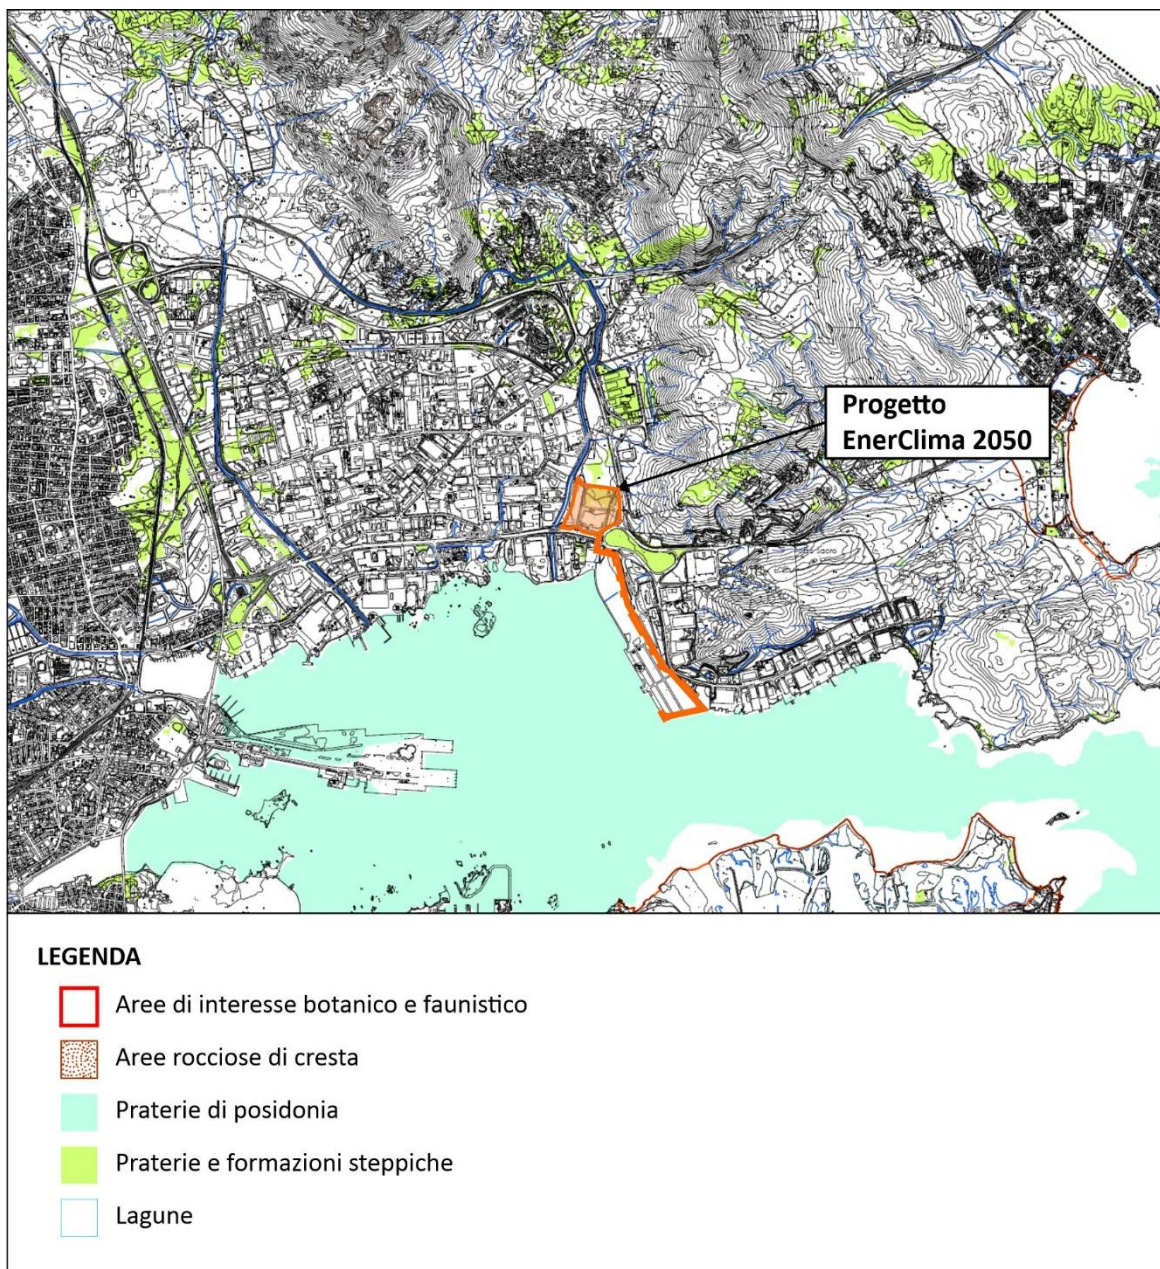 Progetto
EnerClima 2050
LEGENDA
Aree di interesse botanico e faunistico
Aree rocciose di cresta
Praterie di posidonia
Praterie e formazioni steppiche
Lagune